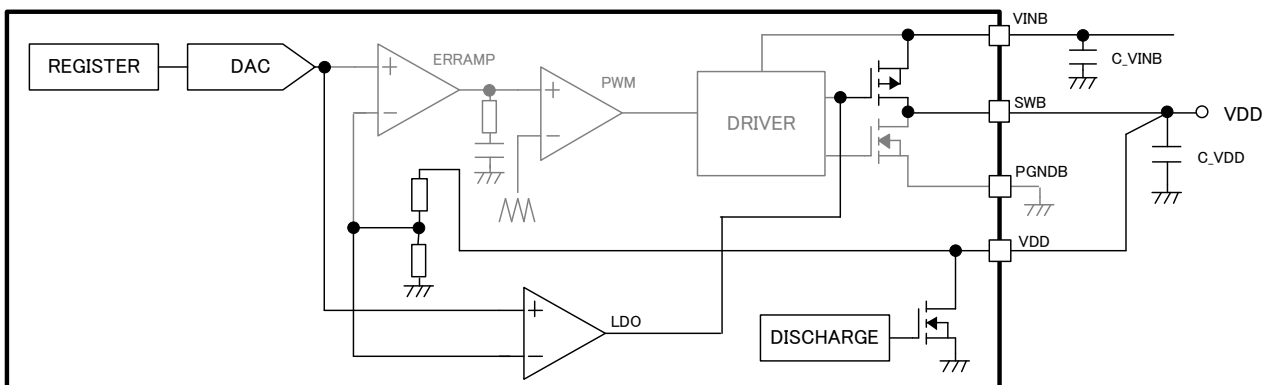 VINB
REGISTER
DAC
ERRAMP
PWM
DRIVER
C_VINB
SWB
VDD
C_VDD
PGNDB
VDD
LDO
DISCHARGE